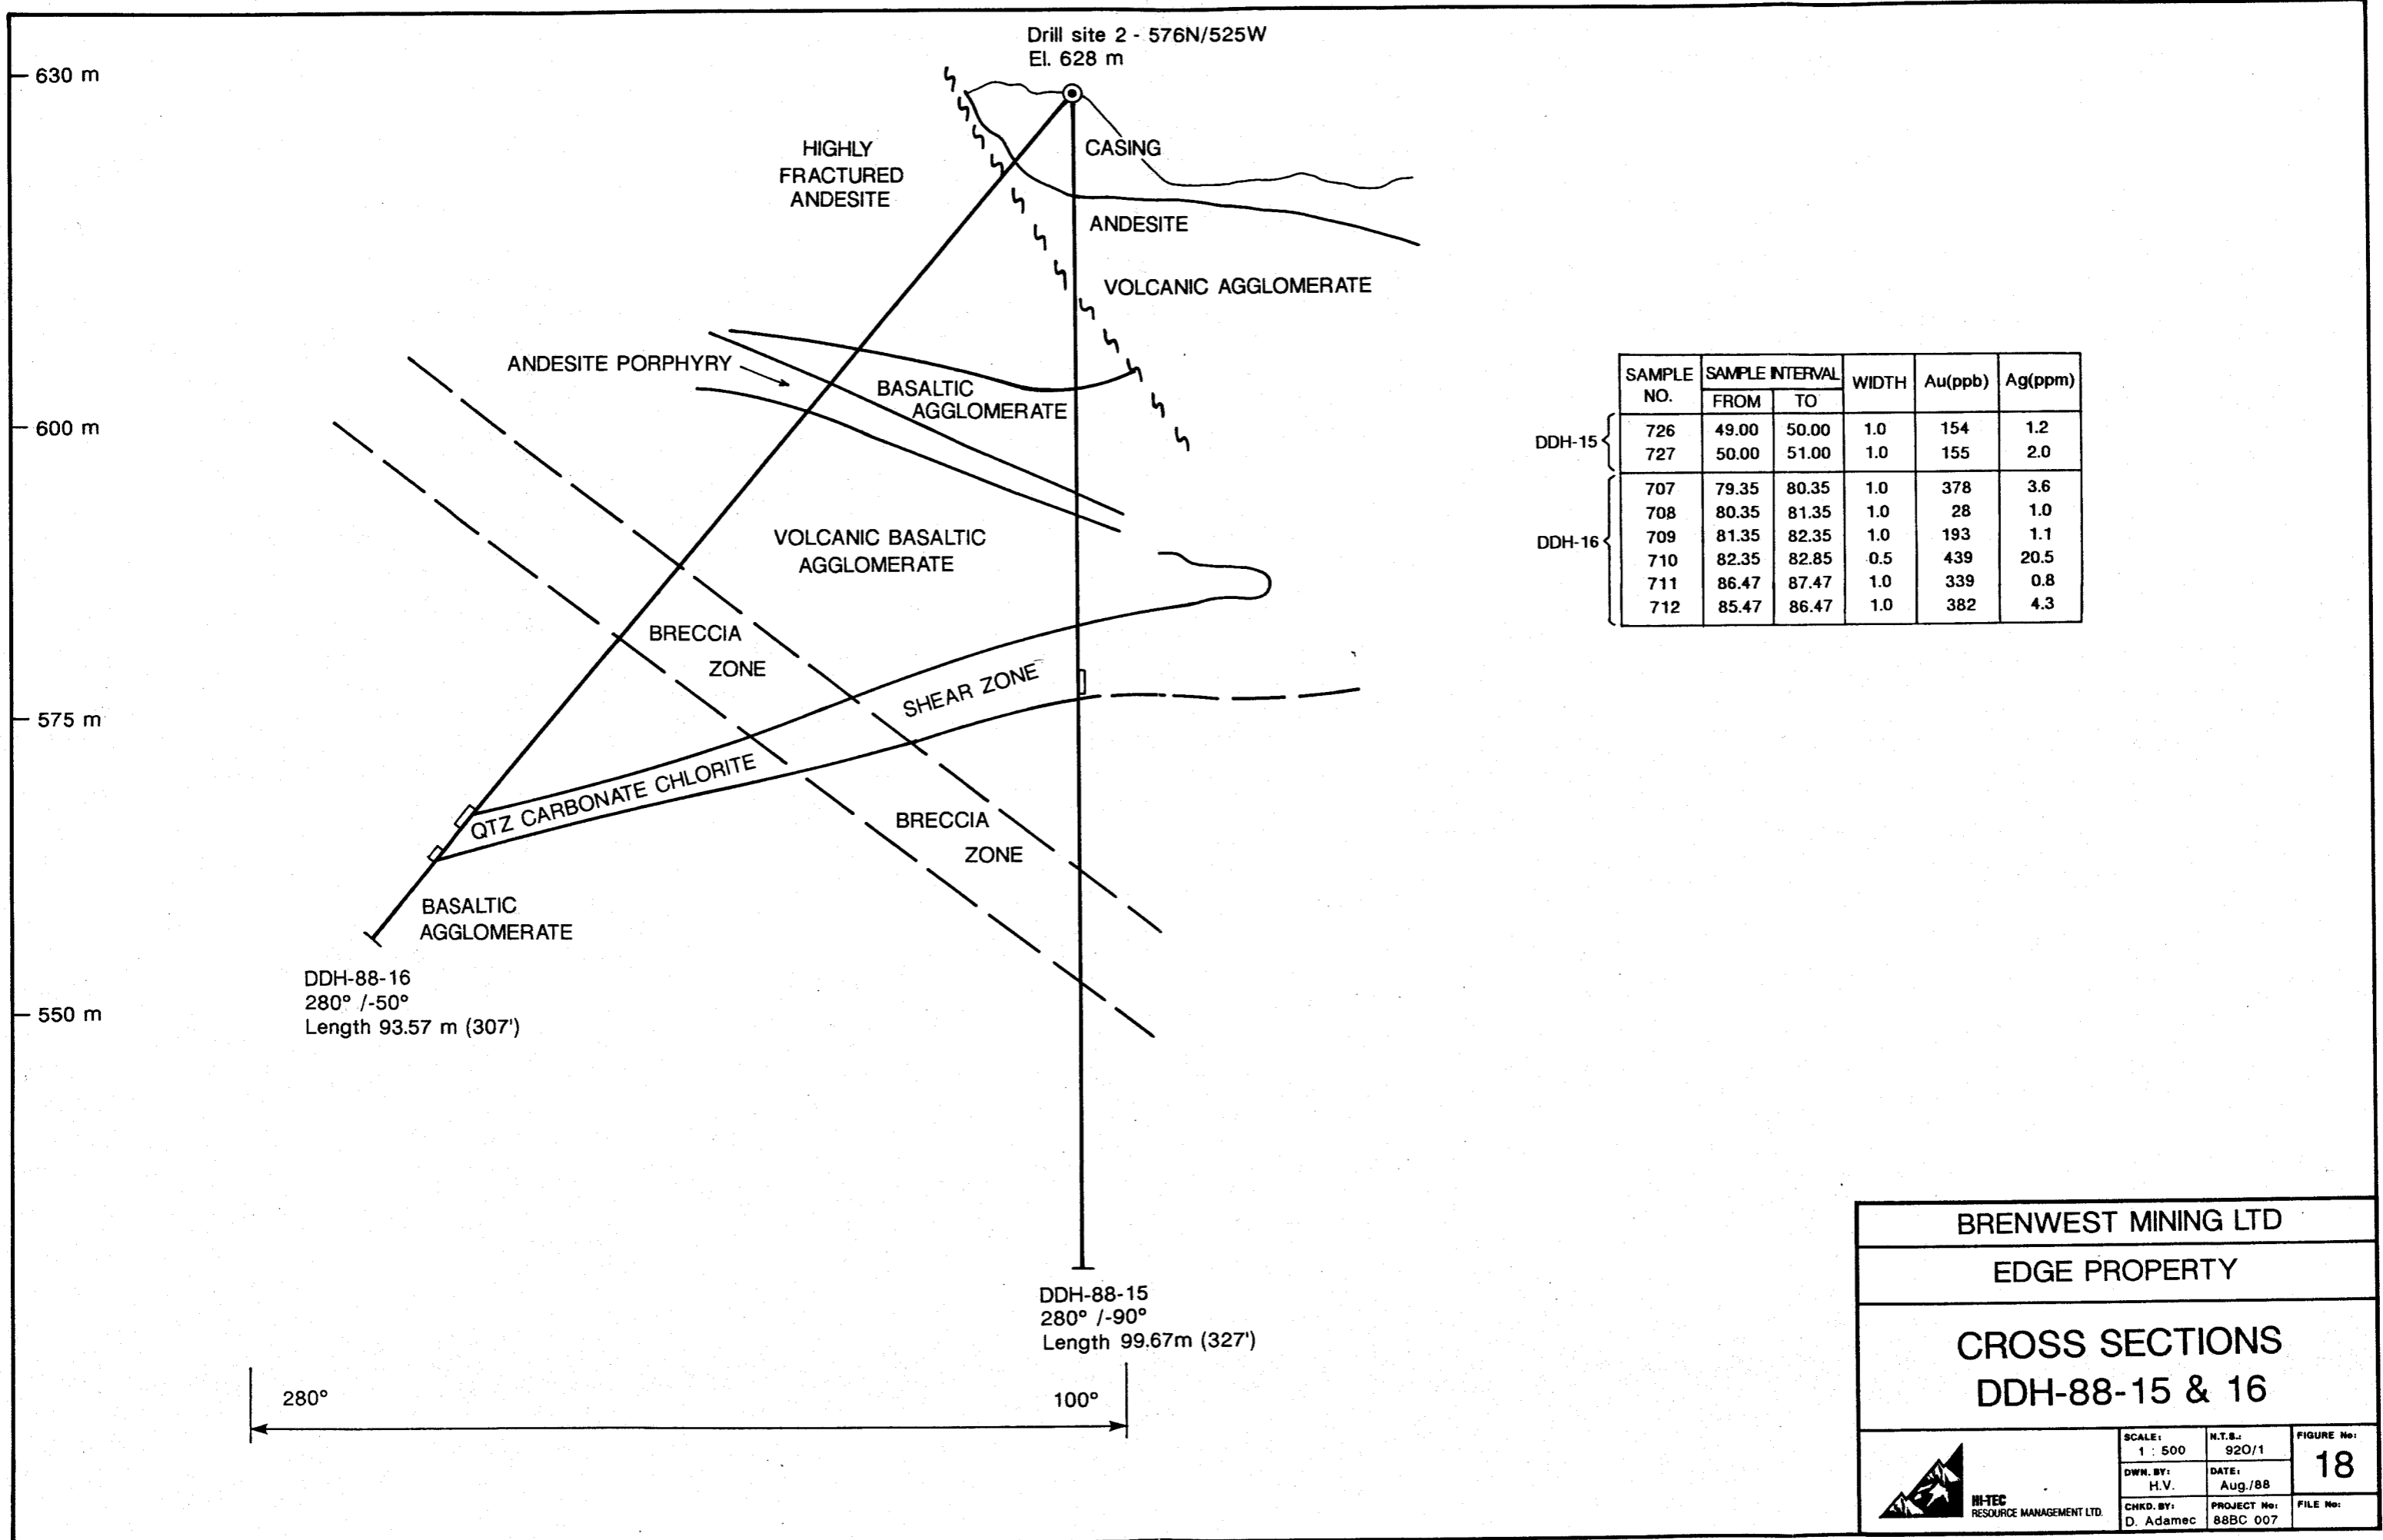 Drill site 2 - 576N/525W
El. 628 m
630 m
600 m
575 m
550 m
HIGHLY
FRACTURED
ANDESITE
CASING
ANDESITE
VOLCANIC AGGLOMERATE
ANDESITE PORPHYRY
BASALTIC
AGGLOMERATE
VOLCANIC BASALTIC
AGGLOMERATE
BRECCIA
ZONE
SHEAR ZONE
QTZ CARBONATE CHLORITE
BRECCIA
ZONE
BASALTIC
AGGLOMERATE
DDH-88-16
280° /-50°
Length 93.57 m (307')
DDH-88-15
280° /-90°
Length 99.67m (327')
280° 100°
SAMPLE NO. SAMPLE INTERVAL WIDTH Au(ppb) Ag(ppm)
FROM TO
DDH-15
726 49.00 50.00 1.0 154 1.2
727 50.00 51.00 1.0 155 2.0
DDH-16
707 79.35 80.35 1.0 378 3.6
708 80.35 81.35 1.0 28 1.0
709 81.35 82.35 1.0 193 1.1
710 82.35 82.85 0.5 439 20.5
711 86.47 87.47 1.0 339 0.8
712 85.47 86.47 1.0 382 4.3
BRENWEST MINING LTD
EDGE PROPERTY
CROSS SECTIONS
DDH-88-15 & 16
HI-TEC
RESOURCE MANAGEMENT LTD.
SCALE: N.T.S.: FIGURE No:
1 : 500 92O/1 18
DWN. BY: DATE:
H.V. Aug./88
CHKD. BY: PROJECT No: FILE No:
D. Adamec 88BC 007